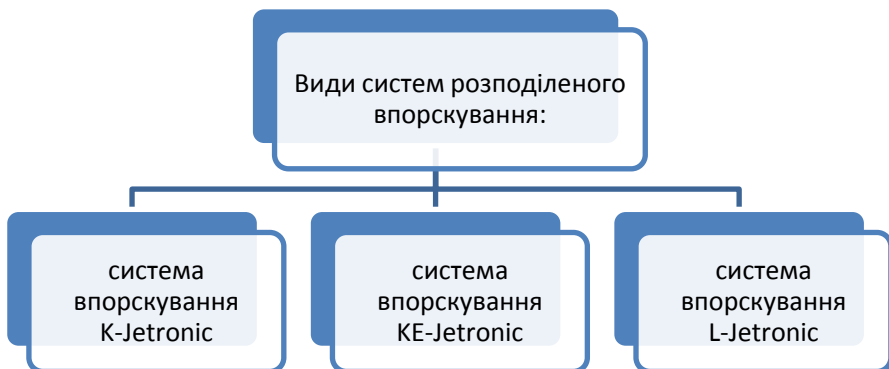 Види систем розподіленого
впорскування:
система
впорскування
K-Jetronic
система
впорскування
KE-Jetronic
система
впорскування
L-Jetronic